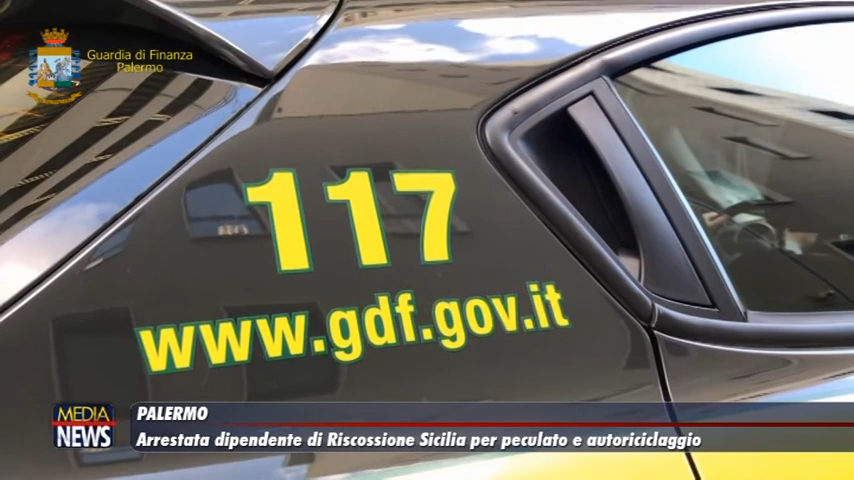 Guardia di Finanza
Palermo
117
www.gdf.gov.it
MEDIA
NEWS
PALERMO
Arrestata dipendente di Riscossione Sicilia per peculato e autoriciclaggio